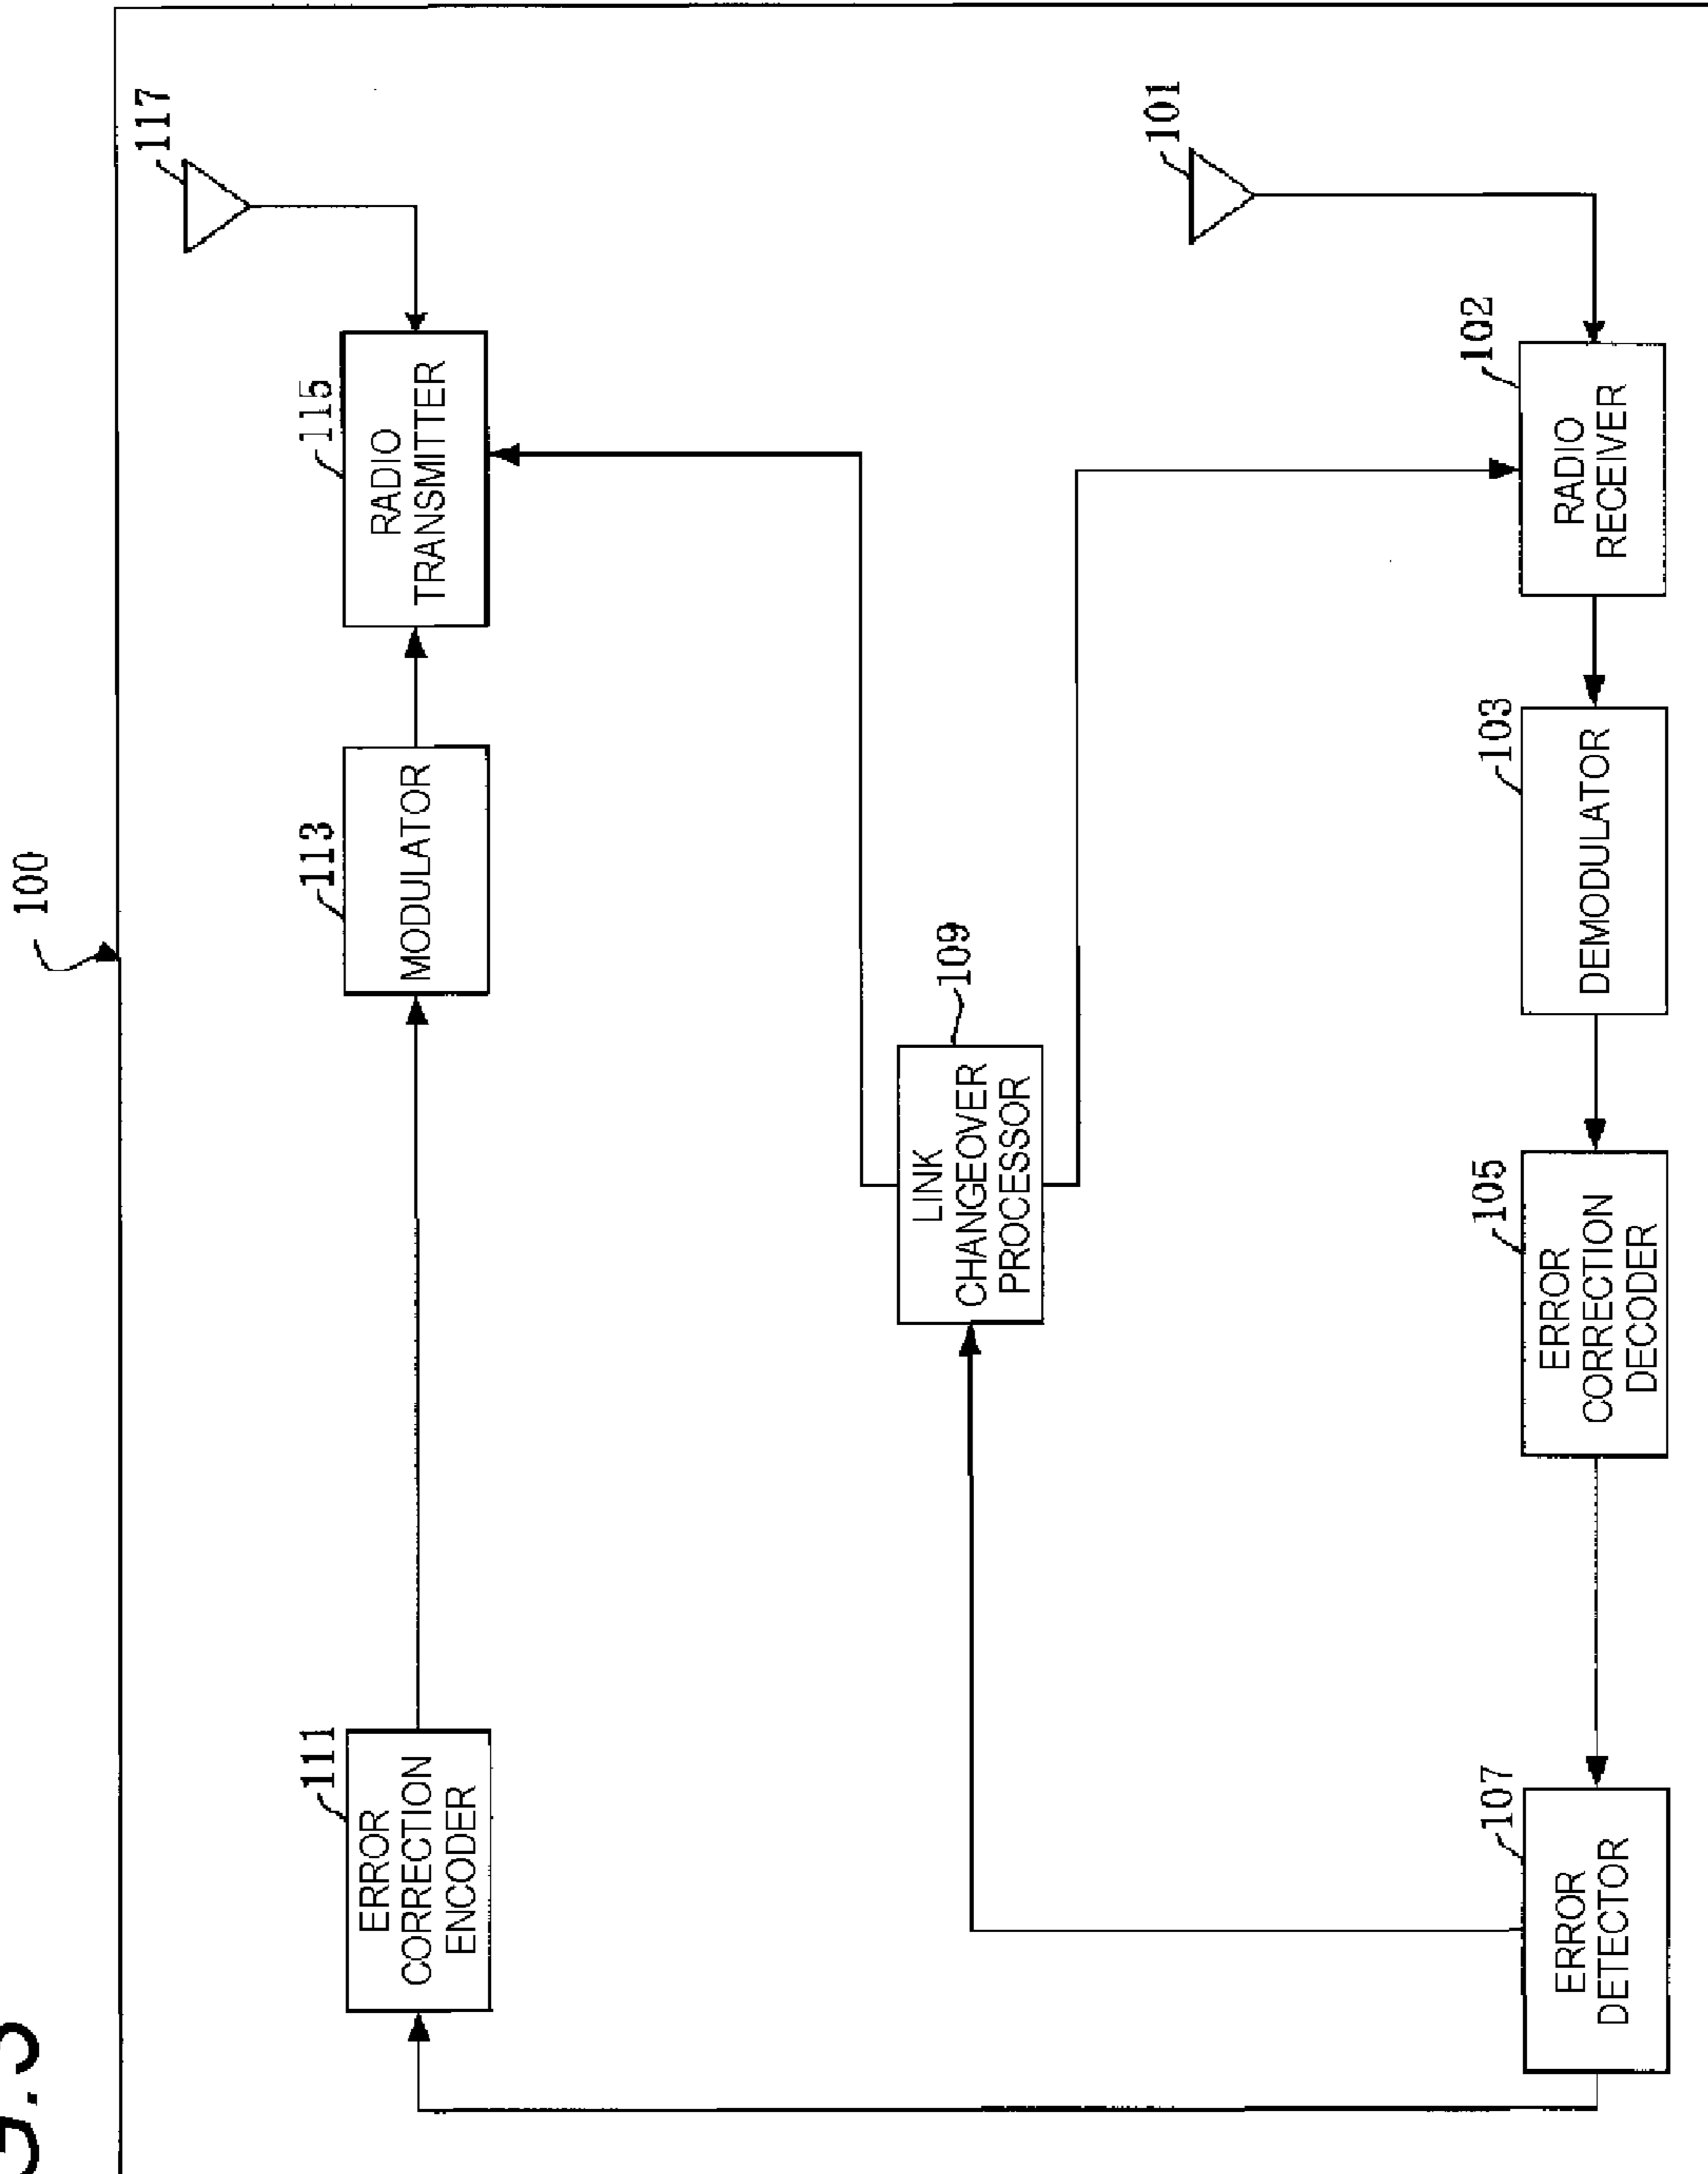 100
117
115
RADIO
TRANSMITTER
113
MODULATOR
111
ERROR
CORRECTION
ENCODER
109
LINK
CHANGEOVER
PROCESSOR
101
102
RADIO
RECEIVER
103
DEMODULATOR
105
ERROR
CORRECTION
DECODER
107
ERROR
DETECTOR